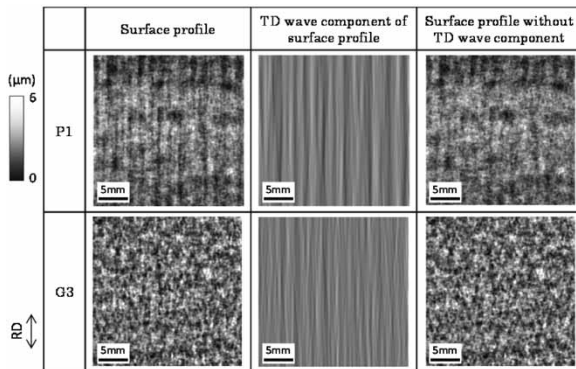 Surface profile
TD wave component of
surface profile
Surface profile without
TD wave component
(μm)
6
0
P1
5mm
5mm
5mm
G3
5mm
5mm
5mm
RD